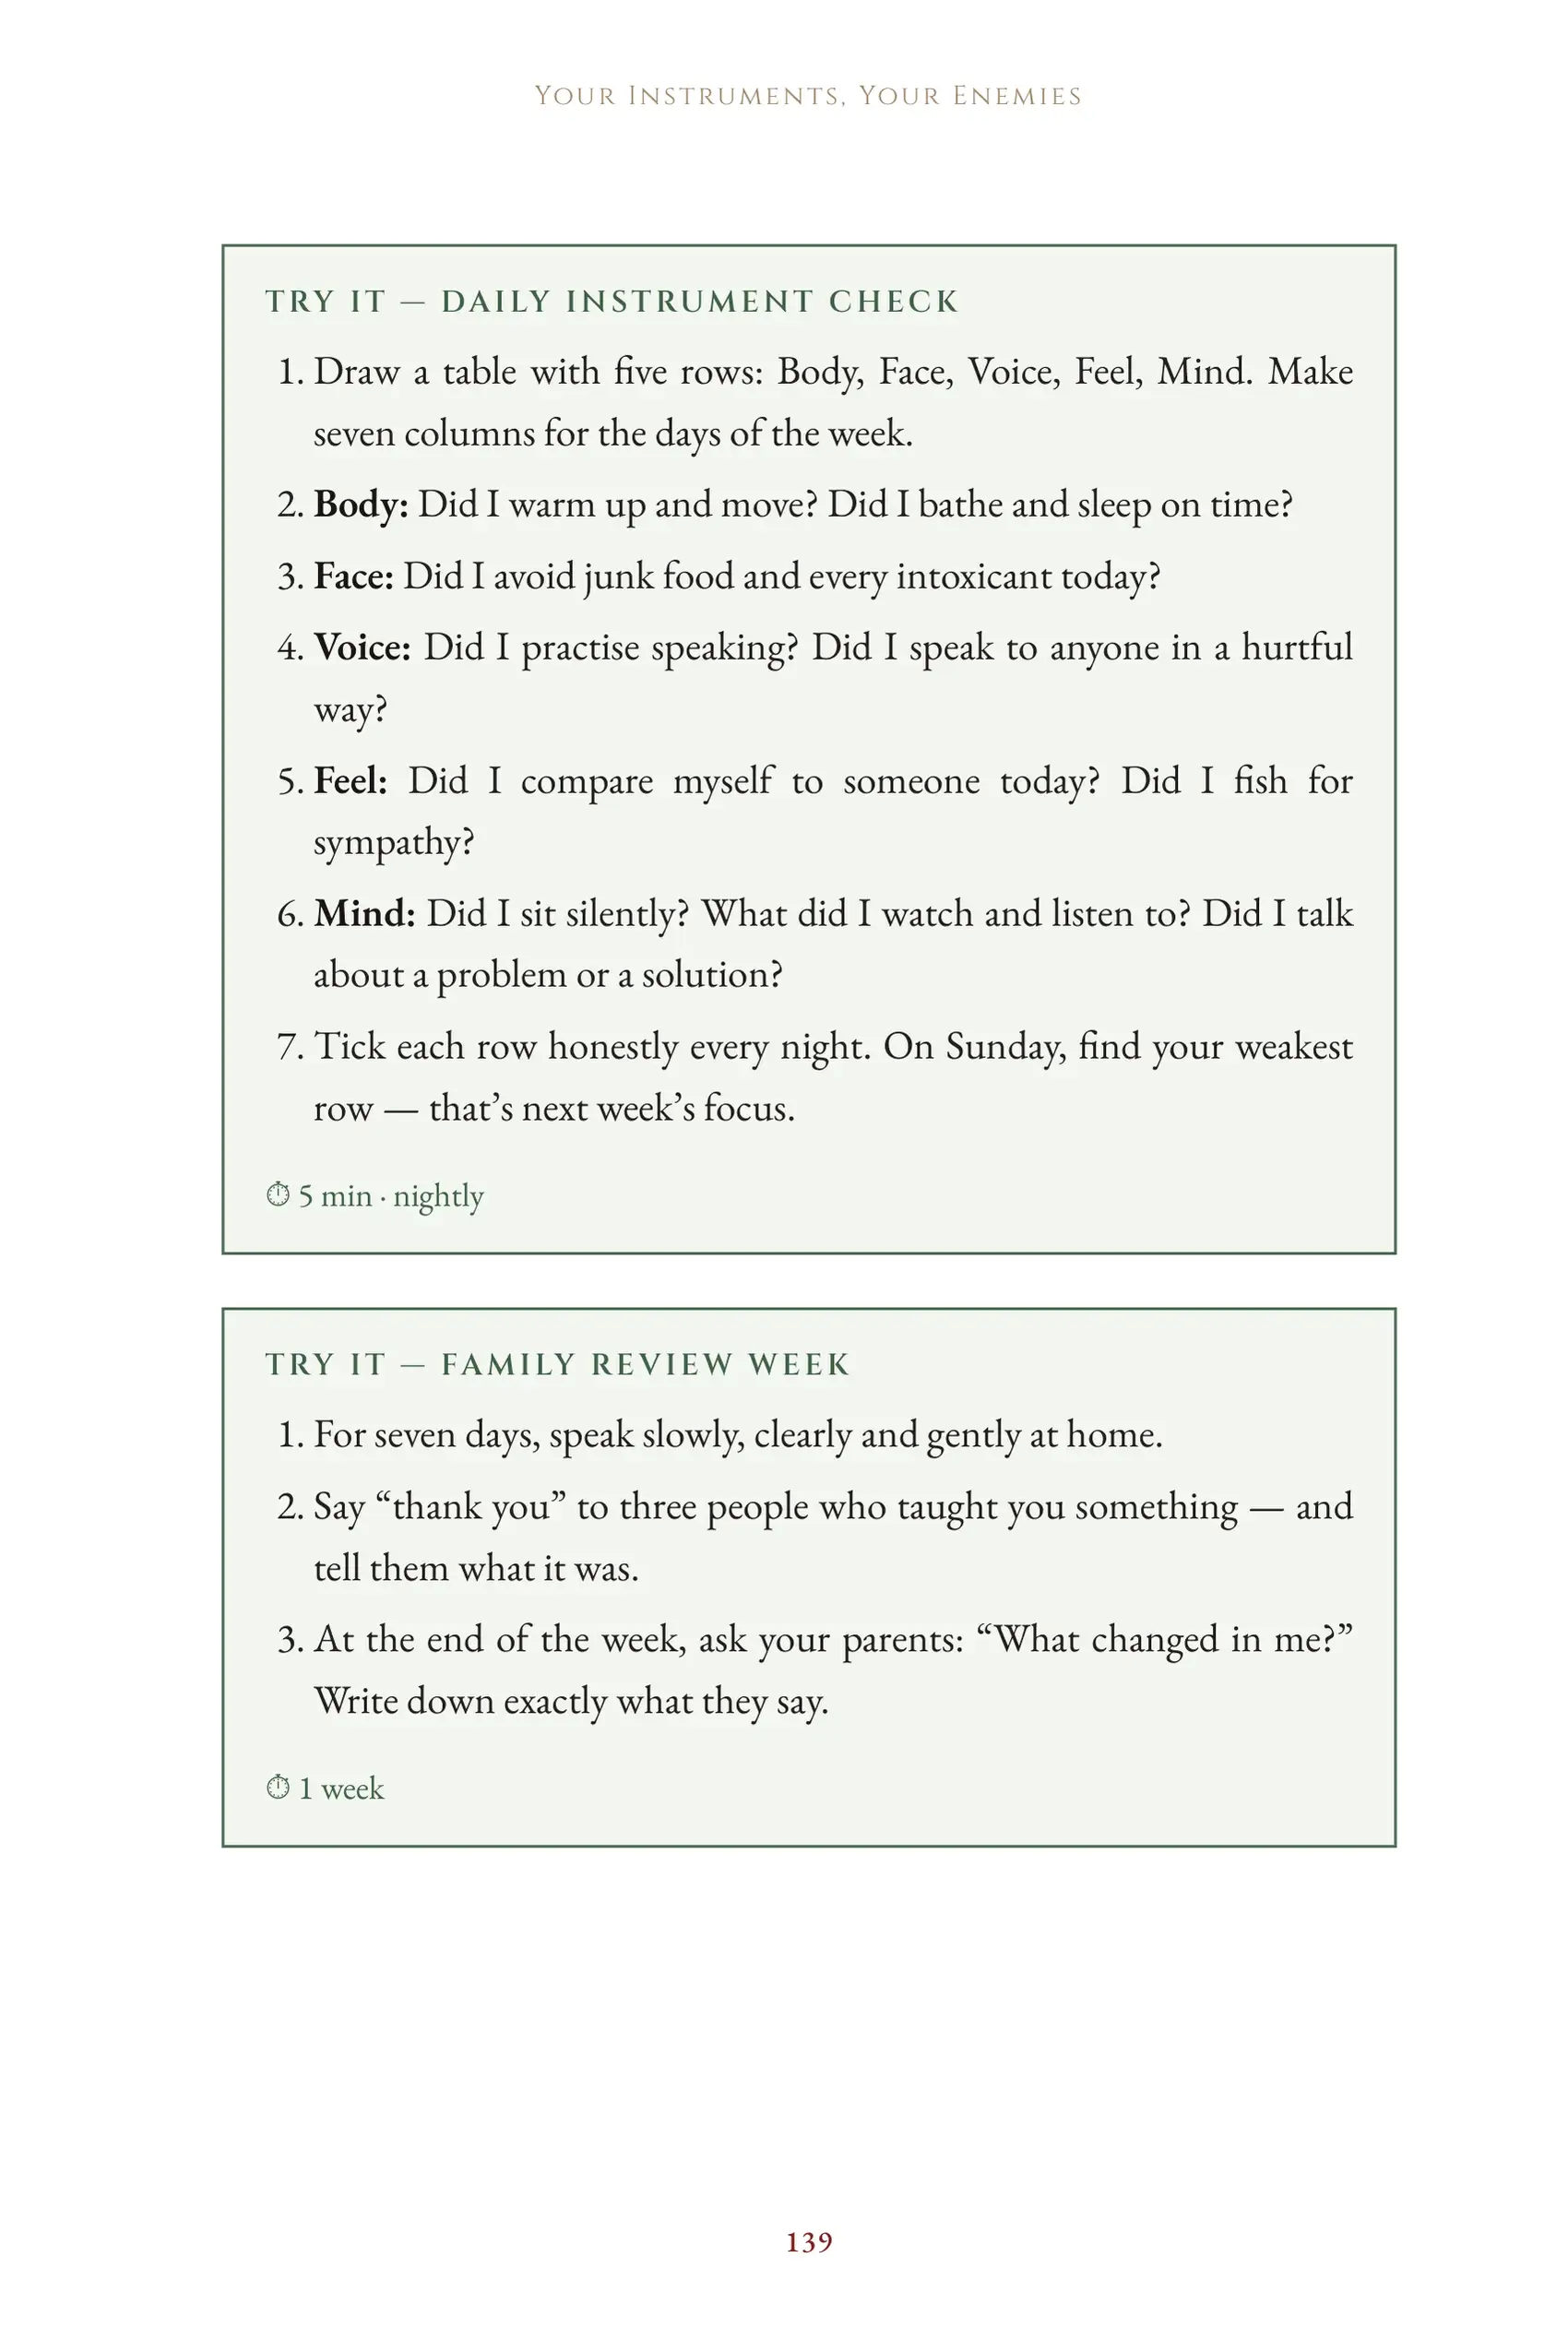 Your Instruments, Your Enemies
TRY IT — DAILY INSTRUMENT CHECK
1. Draw a table with five rows: Body, Face, Voice, Feel, Mind. Make
seven columns for the days of the week.
2. Body: Did I warm up and move? Did I bathe and sleep on time?
3. Face: Did I avoid junk food and every intoxicant today?
4. Voice: Did I practise speaking? Did I speak to anyone in a hurtful
way?
5. Feel: Did I compare myself to someone today? Did I fish for
sympathy?
6. Mind: Did I sit silently? What did I watch and listen to? Did I talk
about a problem or a solution?
7. Tick each row honestly every night. On Sunday, find your weakest
row — that’s next week’s focus.
⏱ 5 min · nightly
TRY IT — FAMILY REVIEW WEEK
1. For seven days, speak slowly, clearly and gently at home.
2. Say “thank you” to three people who taught you something — and
tell them what it was.
3. At the end of the week, ask your parents: “What changed in me?”
Write down exactly what they say.
⏱ 1 week
139